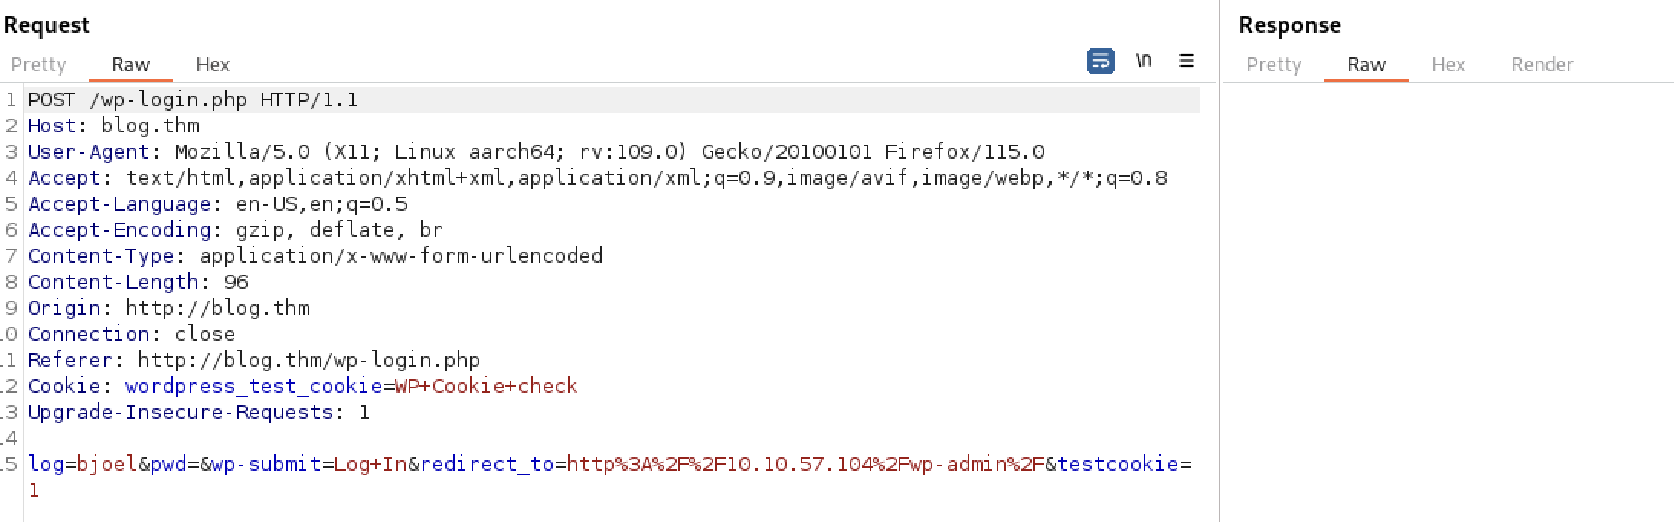 Request
Pretty Raw Hex
\n
1 POST /wp-login.php HTTP/1.1
2 Host: blog.thm
3 User-Agent: Mozilla/5.0 (X11; Linux aarch64; rv:109.0) Gecko/20100101 Firefox/115.0
4 Accept: text/html,application/xhtml+xml,application/xml;q=0.9,image/avif,image/webp,*/*;q=0.8
5 Accept-Language: en-US,en;q=0.5
6 Accept-Encoding: gzip, deflate, br
7 Content-Type: application/x-www-form-urlencoded
8 Content-Length: 96
9 Origin: http://blog.thm
.0 Connection: close
.1 Referer: http://blog.thm/wp-login.php
.2 Cookie: wordpress_test_cookie=WP+Cookie+check
.3 Upgrade-Insecure-Requests: 1
.4
.5 log=bjoel&pwd=&wp-submit=Log+In&redirect_to=http%3A%2F%2F10.10.57.104%2Fwp-admin%2F&testcookie=
1
Response
Pretty Raw Hex Render